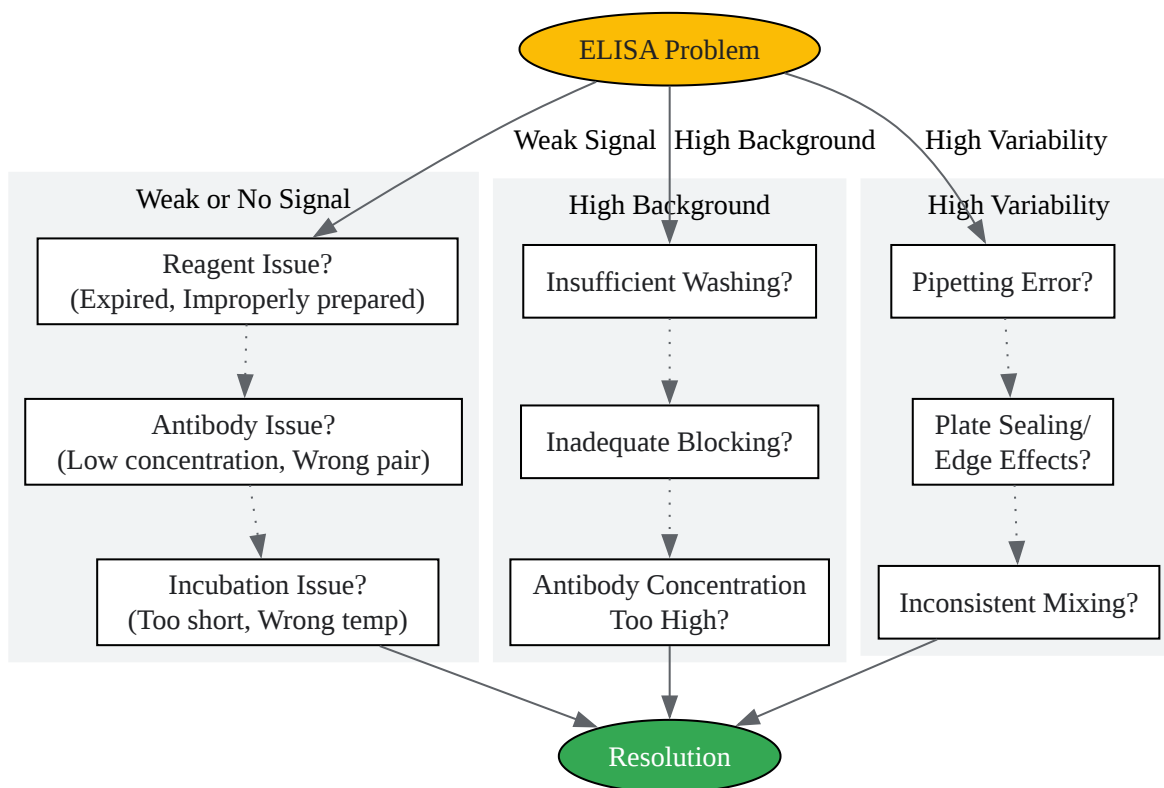 ELISA Problem
Weak Signal
High Background
High Variability
Weak or No Signal
Reagent Issue?
(Expired, Improperly prepared)
Antibody Issue?
(Low concentration, Wrong pair)
Incubation Issue?
(Too short, Wrong temp)
High Background
Insufficient Washing?
Inadequate Blocking?
Antibody Concentration
Too High?
High Variability
Pipetting Error?
Plate Sealing/
Edge Effects?
Inconsistent Mixing?
Resolution